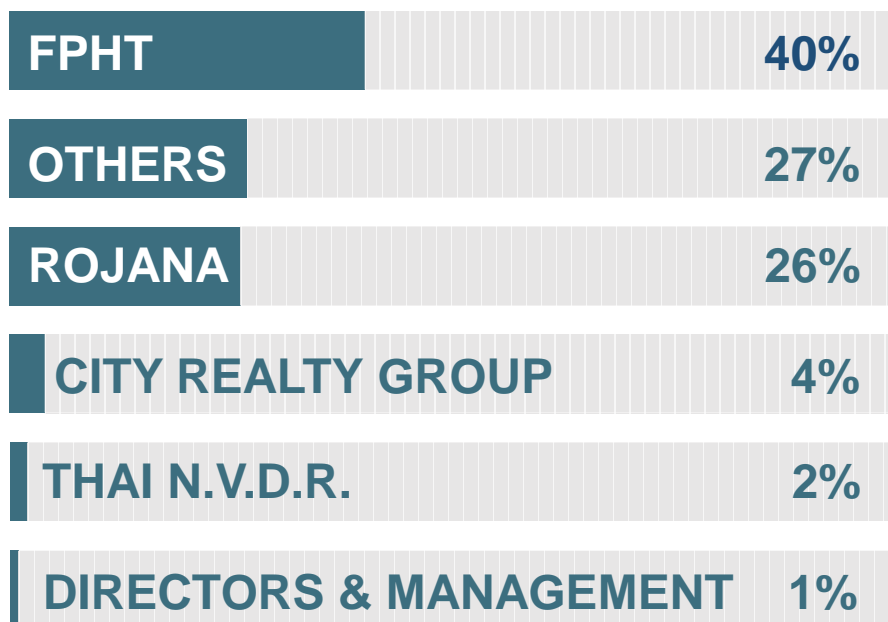 FPHT 40%
OTHERS 27%
ROJANA 26%
CITY REALTY GROUP 4%
THAI N.V.D.R. 2%
DIRECTORS & MANAGEMENT 1%